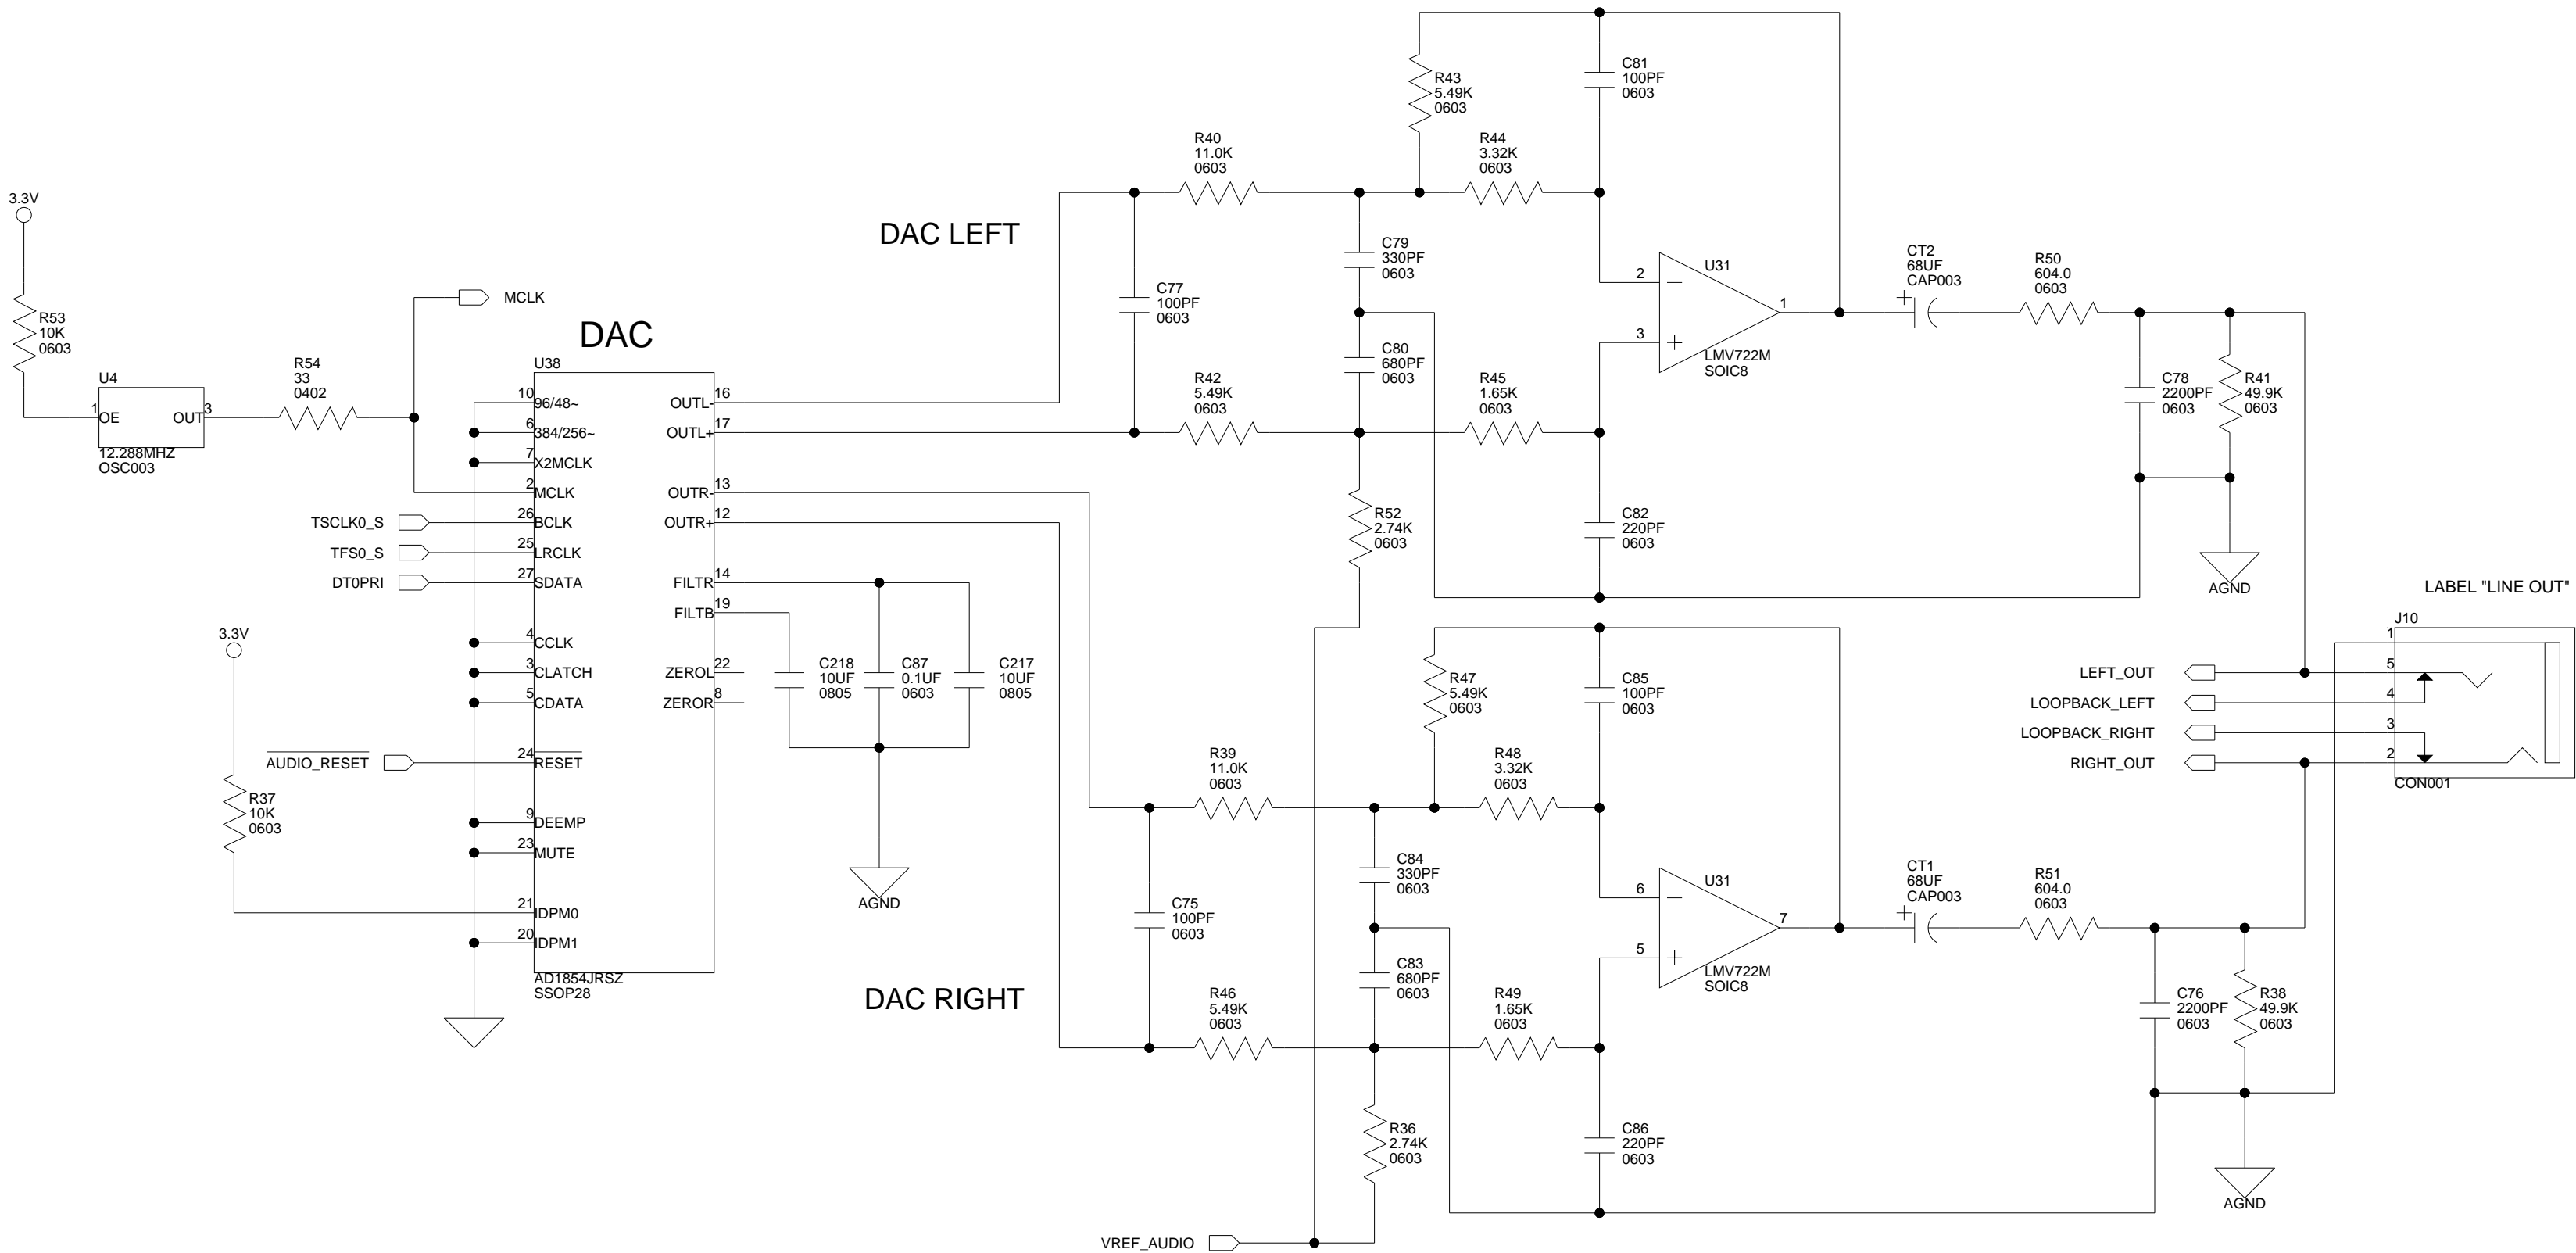 C81
100PF
0603
R43
5.49K
0603
R40
11.0K
0603
R44
3.32K
0603
3.3V
DAC LEFT
C79
330PF
0603
CT2
68UF
CAP003
R50
604.0
0603
U31
2
1
3
LMV722M
SOIC8
C77
100PF
0603
MCLK
R53
10K
0603
DAC
C80
680PF
0603
U38
R54
33
0402
U4
1
OE
OUT
3
12.288MHZ
OSC003
R42
5.49K
0603
R45
1.65K
0603
C78
2200PF
0603
R41
49.9K
0603
10
96/48~
OUTL-
16
6
384/256~
OUTL+
17
7
X2MCLK
2
MCLK
OUTR-
13
TSCLK0_S
26
BCLK
OUTR+
12
TFS0_S
25
LRCLK
DT0PRI
27
SDATA
FILTR
14
FILTB
19
R52
2.74K
0603
C82
220PF
0603
AGND
LABEL "LINE OUT"
J10
3.3V
4
CCLK
3
CLATCH
ZEROL
22
5
CDATA
ZEROR
8
C218
10UF
0805
C87
0.1UF
0603
C217
10UF
0805
R47
5.49K
0603
C85
100PF
0603
1
LEFT_OUT
5
LOOPBACK_LEFT
4
LOOPBACK_RIGHT
3
RIGHT_OUT
2
CON001
AUDIO_RESET
24
RESET
R39
11.0K
0603
R48
3.32K
0603
R37
10K
0603
9
DEEMP
23
MUTE
21
IDPM0
20
IDPM1
AD1854JRSZ
SSOP28
AGND
C84
330PF
0603
U31
6
7
5
LMV722M
SOIC8
CT1
68UF
CAP003
R51
604.0
0603
C75
100PF
0603
C83
680PF
0603
DAC RIGHT
R46
5.49K
0603
R49
1.65K
0603
C76
2200PF
0603
R38
49.9K
0603
R36
2.74K
0603
C86
220PF
0603
AGND
VREF_AUDIO